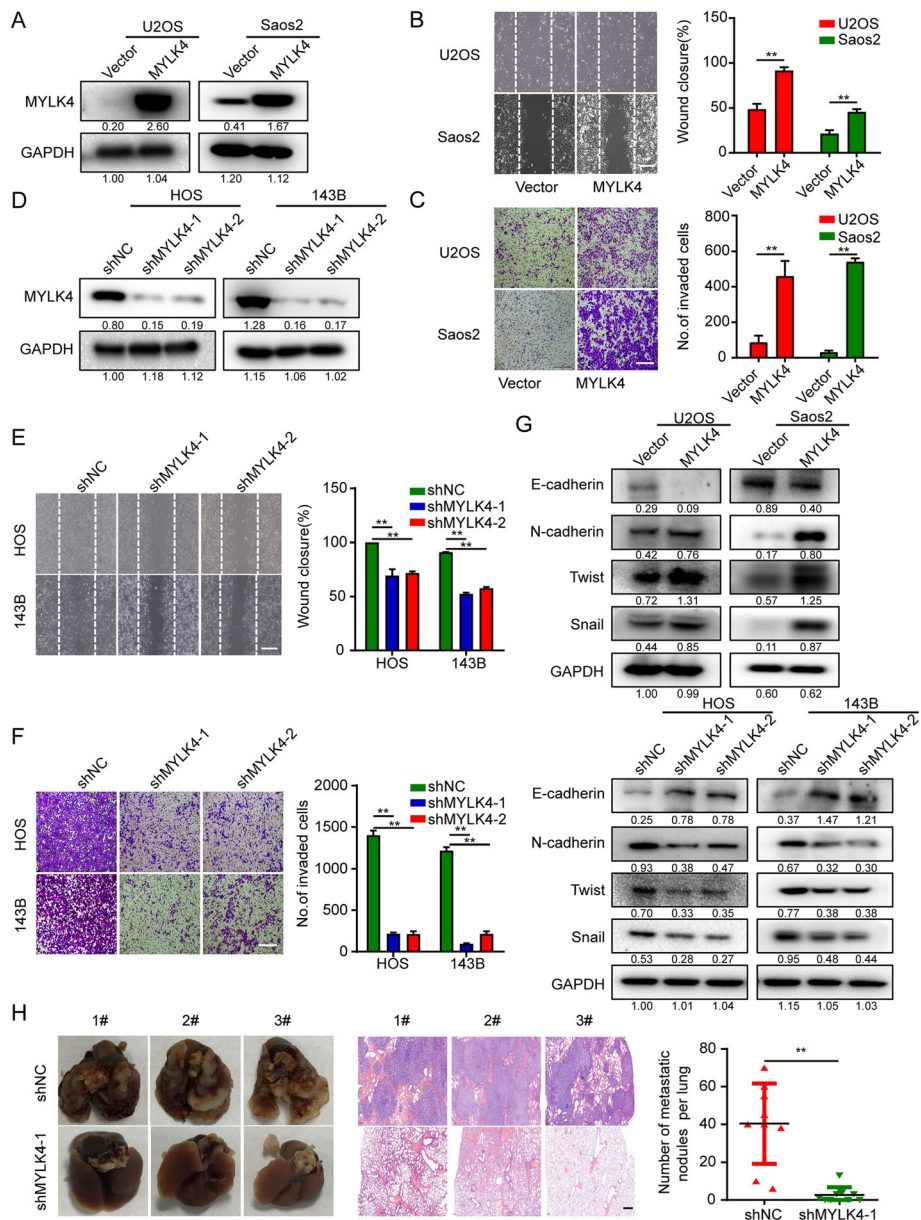 A
U2OS Saos2
Vector MYLK4 Vector MYLK4
MYLK4
0.20 2.60 0.41 1.67
GAPDH
1.00 1.04 1.20 1.12
B
U2OS
Saos2
Vector MYLK4
Wound closure(%)
150
100
50
0
U2OS
Saos2
** **
Vector MYLK4 Vector MYLK4
C
U2OS
Saos2
Vector MYLK4
No.of invaded cells
800
600
400
200
0
U2OS
Saos2
** **
Vector MYLK4 Vector MYLK4
D
HOS 143B
shNC shMYLK4-1 shMYLK4-2 shNC shMYLK4-1 shMYLK4-2
MYLK4
0.80 0.15 0.19 1.28 0.16 0.17
GAPDH
1.00 1.18 1.12 1.15 1.06 1.02
E
shNC shMYLK4-1 shMYLK4-2
HOS
143B
Wound closure(%)
150
100
50
0
shNC
shMYLK4-1
shMYLK4-2
** **
** **
HOS 143B
F
shNC shMYLK4-1 shMYLK4-2
HOS
143B
No.of invaded cells
2000
1500
1000
500
0
shNC
shMYLK4-1
shMYLK4-2
** **
** **
HOS 143B
G
U2OS Saos2
Vector MYLK4 Vector MYLK4
E-cadherin
0.29 0.09 0.89 0.40
N-cadherin
0.42 0.76 0.17 0.80
Twist
0.72 1.31 0.57 1.25
Snail
0.44 0.85 0.11 0.87
GAPDH
1.00 0.99 0.60 0.62
HOS 143B
shNC shMYLK4-1 shMYLK4-2 shNC shMYLK4-1 shMYLK4-2
E-cadherin
0.25 0.78 0.78 0.37 1.47 1.21
N-cadherin
0.93 0.38 0.47 0.67 0.32 0.30
Twist
0.70 0.33 0.35 0.77 0.38 0.38
Snail
0.53 0.28 0.27 0.95 0.48 0.44
GAPDH
1.00 1.01 1.04 1.15 1.05 1.03
H
1# 2# 3# 1# 2# 3#
shNC
shMYLK4-1
Number of metastatic
nodules per lung
80
60
40
20
0
**
shNC shMYLK4-1